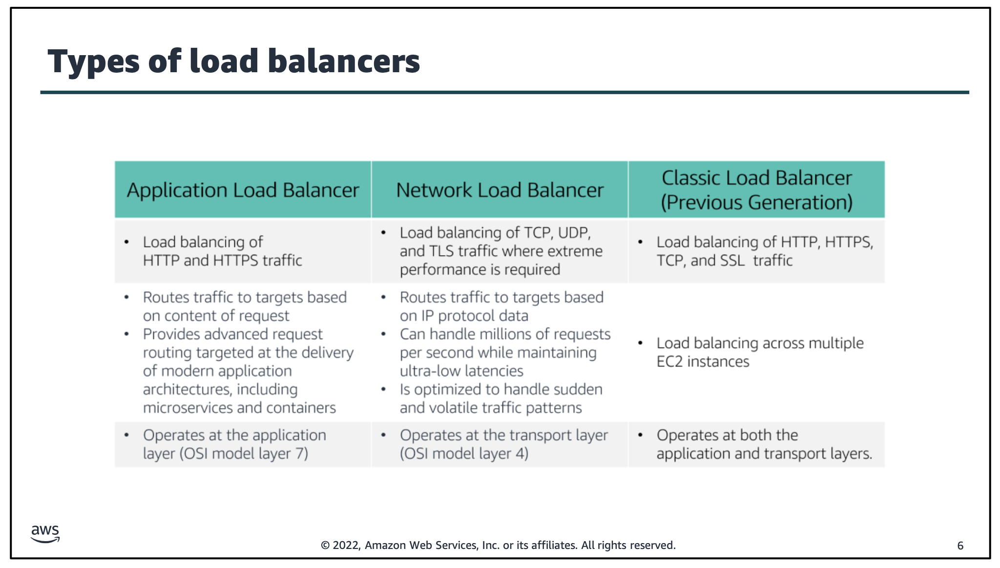 Types of load balancers
Application Load Balancer
Network Load Balancer
Classic Load Balancer
(Previous Generation)
• Load balancing of
HTTP and HTTPS traffic
• Load balancing of TCP, UDP,
and TLS traffic where extreme
performance is required
• Load balancing of HTTP, HTTPS,
TCP, and SSL traffic
• Routes traffic to targets based
on content of request
• Provides advanced request
routing targeted at the delivery
of modern application
architectures, including
microservices and containers
• Routes traffic to targets based
on IP protocol data
• Can handle millions of requests
per second while maintaining
ultra-low latencies
• Is optimized to handle sudden
and volatile traffic patterns
• Load balancing across multiple
EC2 instances
• Operates at the application
layer (OSI model layer 7)
• Operates at the transport layer
(OSI model layer 4)
• Operates at both the
application and transport layers.
aws
© 2022, Amazon Web Services, Inc. or its affiliates. All rights reserved.
6